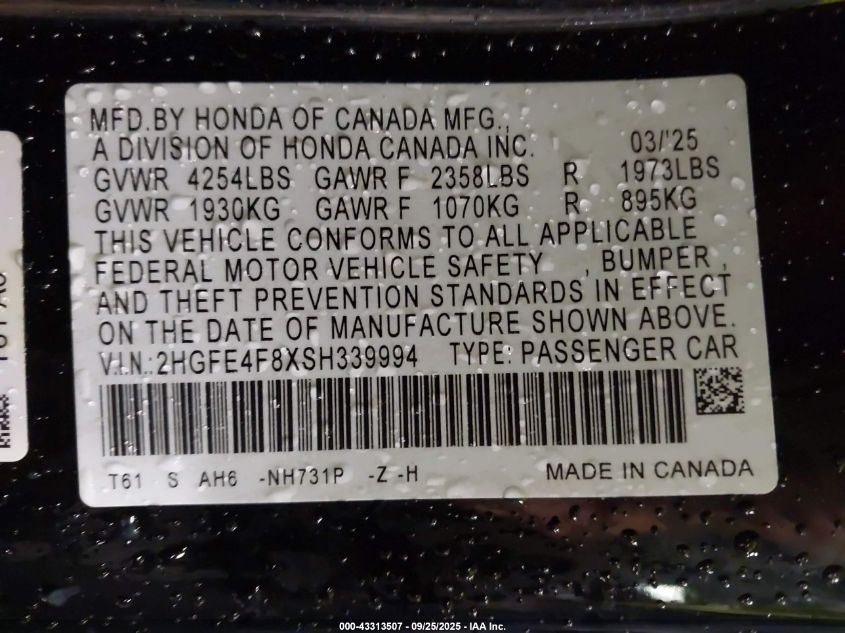 MFD.BY HONDA OF CANADA MFG.,
A DIVISION OF HONDA CANADA INC. 03/'25
GVWR 4254LBS GAWR F 2358LBS R 1973LBS
GVWR 1930KG GAWR F 1070KG R 895KG
THIS VEHICLE CONFORMS TO ALL APPLICABLE
FEDERAL MOTOR VEHICLE SAFETY , BUMPER ,
AND THEFT PREVENTION STANDARDS IN EFFECT
ON THE DATE OF MANUFACTURE SHOWN ABOVE.
V.I.N.:2HGFE4F8XSH339994 TYPE: PASSENGER CAR
T61 S AH6 -NH731P -Z -H MADE IN CANADA
000-43313507 - 09/25/2025 - IAA Inc.